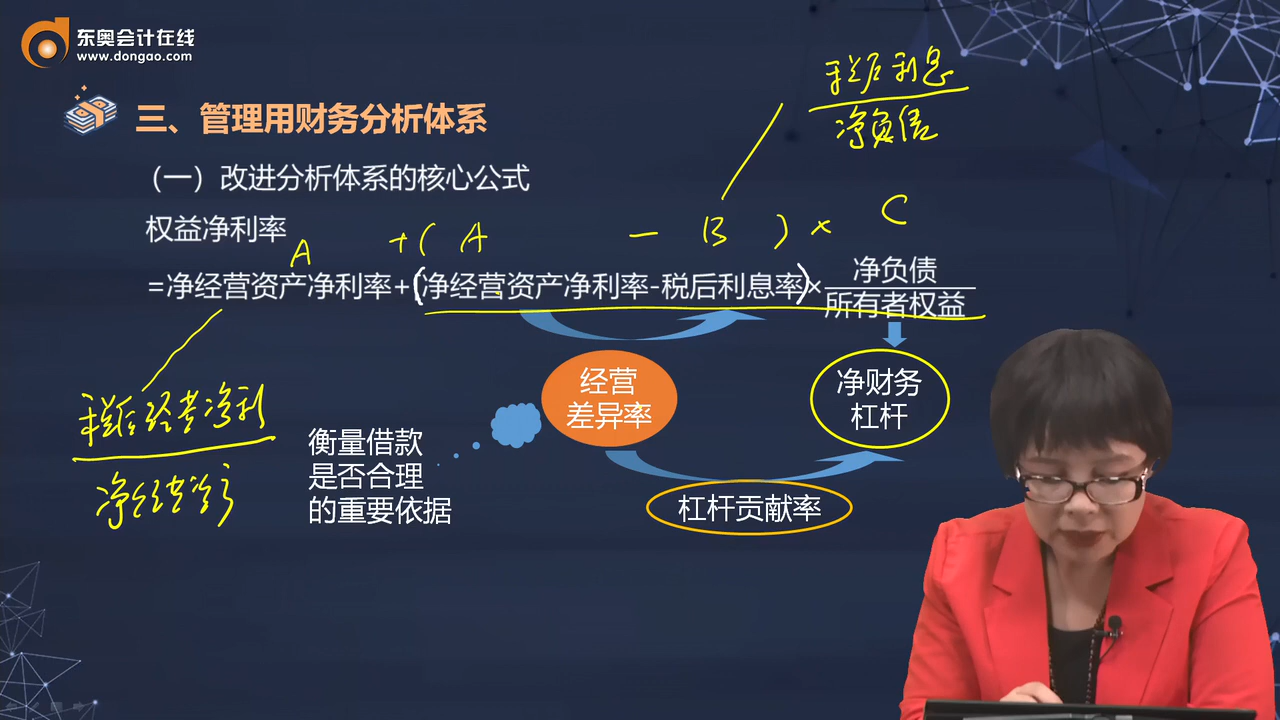 东奥会计在线
www.dongao.com
税后利息
净负债
三、管理用财务分析体系
（一）改进分析体系的核心公式
权益净利率
A +( A - B ) × C
=净经营资产净利率+(净经营资产净利率-税后利息率)×净负债
所有者权益
税后经营净利
净经营资产
经营
差异率
净财务
杠杆
衡量借款
是否合理
的重要依据
杠杆贡献率